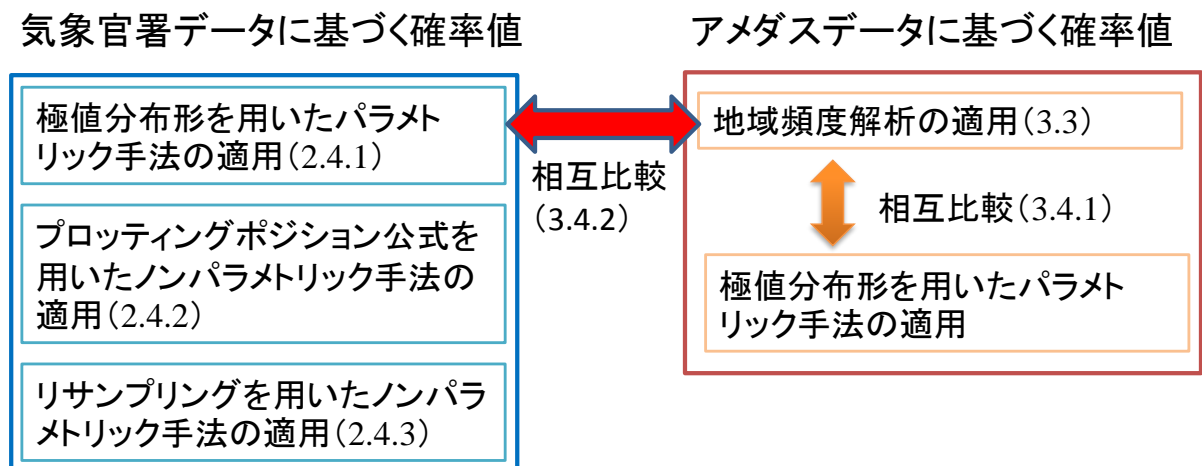 気象官署データに基づく確率値
極値分布形を用いたパラメト
リック手法の適用(2.4.1)
プロッティングポジション公式を
用いたノンパラメトリック手法の
適用(2.4.2)
リサンプリングを用いたノンパラ
メトリック手法の適用(2.4.3)
相互比較
(3.4.2)
アメダスデータに基づく確率値
地域頻度解析の適用(3.3)
相互比較(3.4.1)
極値分布形を用いたパラメト
リック手法の適用